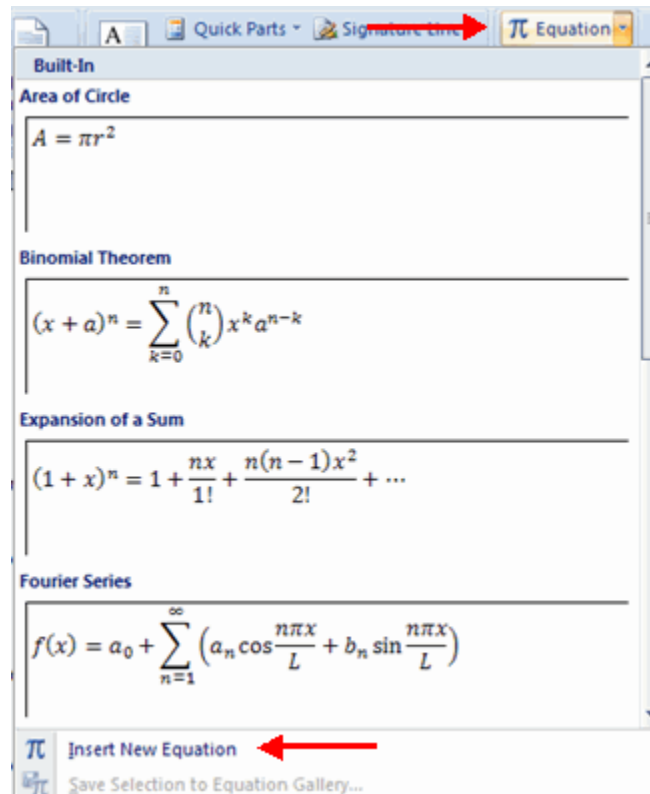 A Quick Parts Signature Line π Equation
Built-In
Area of Circle
A = πr²
Binomial Theorem
(x + a)ⁿ = ∑_{k=0}^{n} (n k) xᵏaⁿ⁻ᵏ
Expansion of a Sum
(1 + x)ⁿ = 1 + nx/1! + n(n − 1)x²/2! + ⋯
Fourier Series
f(x) = a₀ + ∑_{n=1}^{∞} (aₙ cos nπx/L + bₙ sin nπx/L)
π Insert New Equation
π Save Selection to Equation Gallery...